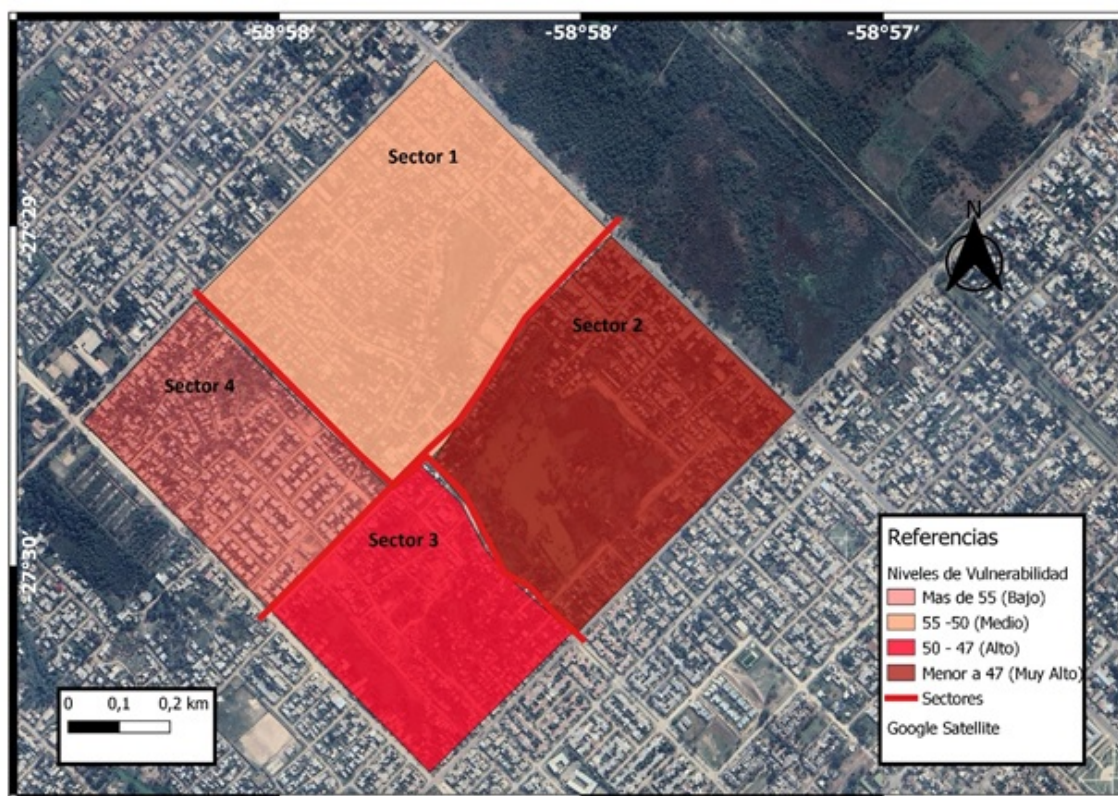 -58°58'
-58°58'
-58°57'
-27°29
27°30
Sector 1
Sector 2
Sector 4
Sector 3
N
0 0,1 0,2 km
Referencias
Niveles de Vulnerabilidad
Mas de 55 (Bajo)
55 -50 (Medio)
50 - 47 (Alto)
Menor a 47 (Muy Alto)
Sectores
Google Satellite